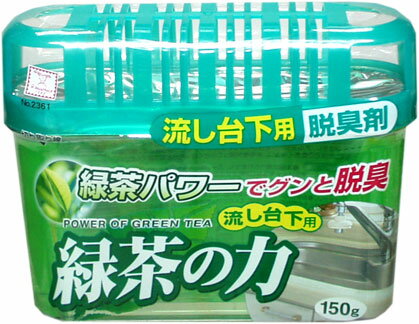 No.2361
流し台下用 脱臭剤
緑茶パワーでグンと脱臭
POWER OF GREEN TEA
流し台下用
緑茶の力
150g